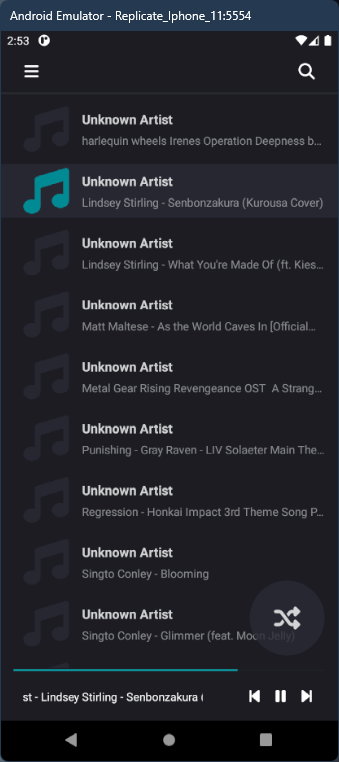 Android Emulator - Replicate_Iphone_11:5554
2:53
Unknown Artist
harlequin wheels Irenes Operation Deepness b...
Unknown Artist
Lindsey Stirling - Senbonzakura (Kurousa Cover)
Unknown Artist
Lindsey Stirling - What You're Made Of (ft. Kies...
Unknown Artist
Matt Maltese - As the World Caves In [Official...
Unknown Artist
Metal Gear Rising Revengeance OST A Strang...
Unknown Artist
Punishing - Gray Raven - LIV Solaeter Main The...
Unknown Artist
Regression - Honkai Impact 3rd Theme Song P...
Unknown Artist
Singto Conley - Blooming
Unknown Artist
Singto Conley - Glimmer (feat. Moon Jelly)
st - Lindsey Stirling - Senbonzakura (